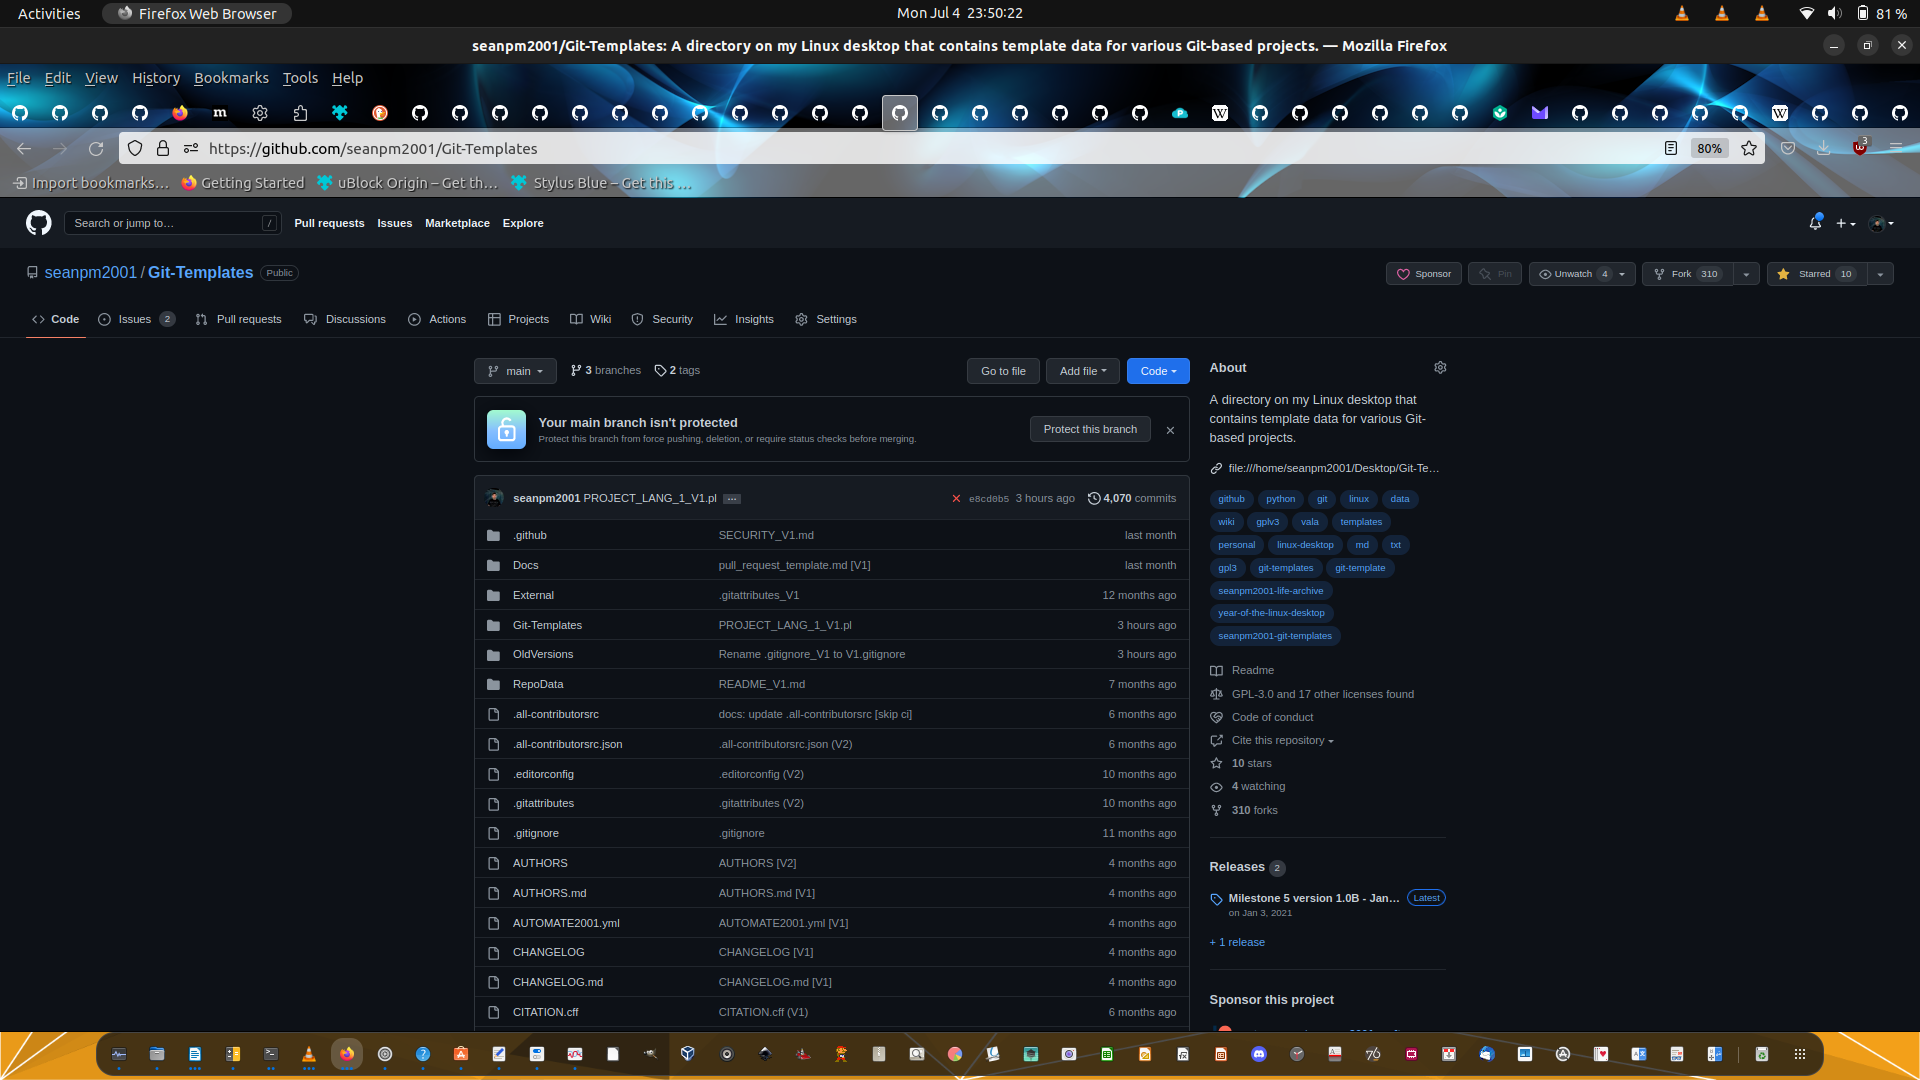 Activities
Firefox Web Browser
Mon Jul 4 23:50:22
81 %
seanpm2001/Git-Templates: A directory on my Linux desktop that contains template data for various Git-based projects. — Mozilla Firefox
File Edit View History Bookmarks Tools Help
https://github.com/seanpm2001/Git-Templates
80%
3
Import bookmarks...
Getting Started
uBlock Origin – Get th...
Stylus Blue – Get this ...
Search or jump to...
/
Pull requests
Issues
Marketplace
Explore
seanpm2001 / Git-Templates
Public
Sponsor
Pin
Unwatch 4
Fork 310
Starred 10
Code
Issues 2
Pull requests
Discussions
Actions
Projects
Wiki
Security
Insights
Settings
main
3 branches
2 tags
Go to file
Add file
Code
Your main branch isn't protected
Protect this branch from force pushing, deletion, or require status checks before merging.
Protect this branch
seanpm2001 PROJECT_LANG_1_V1.pl ...
e8cd0b5 3 hours ago
4,070 commits
.github SECURITY_V1.md last month
Docs pull_request_template.md [V1] last month
External .gitattributes_V1 12 months ago
Git-Templates PROJECT_LANG_1_V1.pl 3 hours ago
OldVersions Rename .gitignore_V1 to V1.gitignore 3 hours ago
RepoData README_V1.md 7 months ago
.all-contributorsrc docs: update .all-contributorsrc [skip ci] 6 months ago
.all-contributorsrc.json .all-contributorsrc.json (V2) 6 months ago
.editorconfig .editorconfig (V2) 10 months ago
.gitattributes .gitattributes (V2) 10 months ago
.gitignore .gitignore 11 months ago
AUTHORS AUTHORS [V2] 4 months ago
AUTHORS.md AUTHORS.md [V1] 4 months ago
AUTOMATE2001.yml AUTOMATE2001.yml [V1] 4 months ago
CHANGELOG CHANGELOG [V1] 4 months ago
CHANGELOG.md CHANGELOG.md [V1] 4 months ago
CITATION.cff CITATION.cff (V1) 6 months ago
About
A directory on my Linux desktop that
contains template data for various Git-
based projects.
file:///home/seanpm2001/Desktop/Git-Te...
github python git linux data
wiki gplv3 vala templates
personal linux-desktop md txt
gpl3 git-templates git-template
seanpm2001-life-archive
year-of-the-linux-desktop
seanpm2001-git-templates
Readme
GPL-3.0 and 17 other licenses found
Code of conduct
Cite this repository
10 stars
4 watching
310 forks
Releases 2
Milestone 5 version 1.0B - Jan... Latest
on Jan 3, 2021
+ 1 release
Sponsor this project